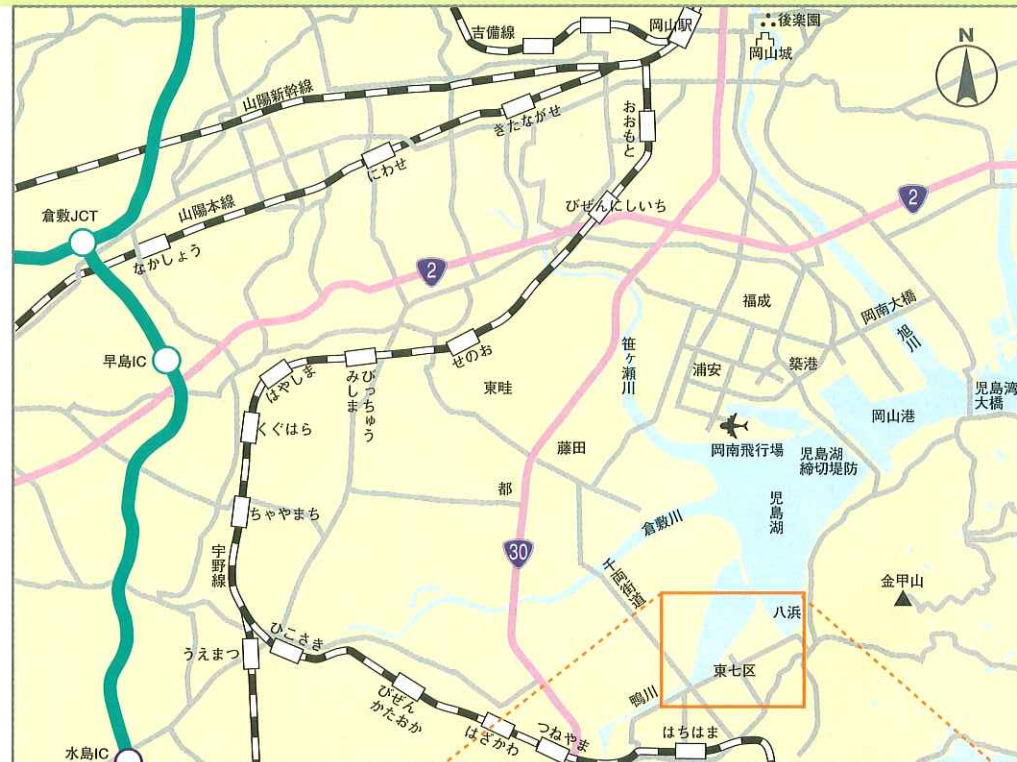 吉備線
岡山駅
後楽園
岡山城
N
山陽新幹線
きたながせ
おおもと
にわせ
山陽本線
倉敷JCT
なかしょう
びぜんにしいち
2
2
福成
岡南大橋
旭川
笹ヶ瀬川
早島IC
せのお
はやしま
びっちゅう
みしま
東畦
浦安
築港
児島湾
大橋
岡山港
くぐはら
岡南飛行場
児島湖
締切堤防
藤田
都
児島湖
倉敷川
ちゃやまち
30
宇野線
千両街道
金甲山
八浜
ひこさき
うえまつ
東七区
びぜん
かたおか
鴨川
はざかわ
つねやま
はちはま
水島IC